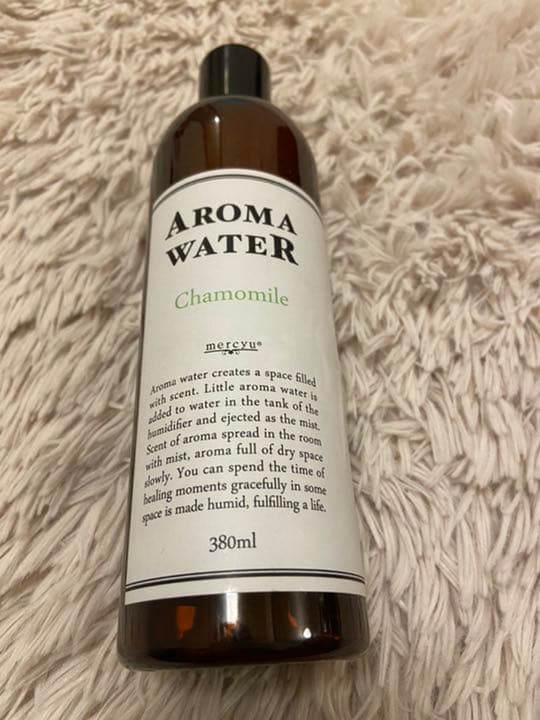 AROMA
WATER
Chamomile
mercyu®
Aroma water creates a space filled
with scent. Little aroma water is
added to water in the tank of the
humidifier and ejected as the mist.
Scent of aroma spread in the room
with mist, aroma full of dry space
slowly. You can spend the time of
healing moments gracefully in some
space is made humid, fulfilling a life.
380ml